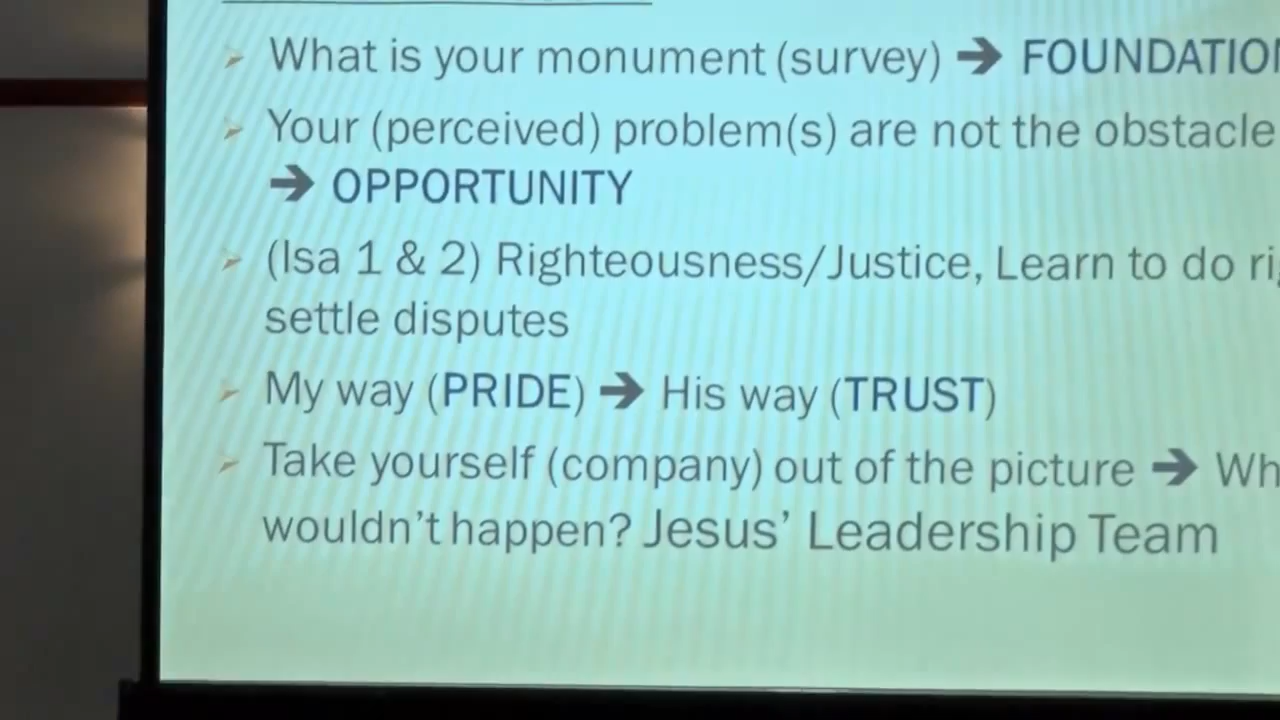 What is your monument (survey) ➔ FOUNDATIO
Your (perceived) problem(s) are not the obstacle
➔ OPPORTUNITY
(Isa 1 & 2) Righteousness/Justice, Learn to do ri
settle disputes
My way (PRIDE) ➔ His way (TRUST)
Take yourself (company) out of the picture ➔ Wh
wouldn't happen? Jesus' Leadership Team